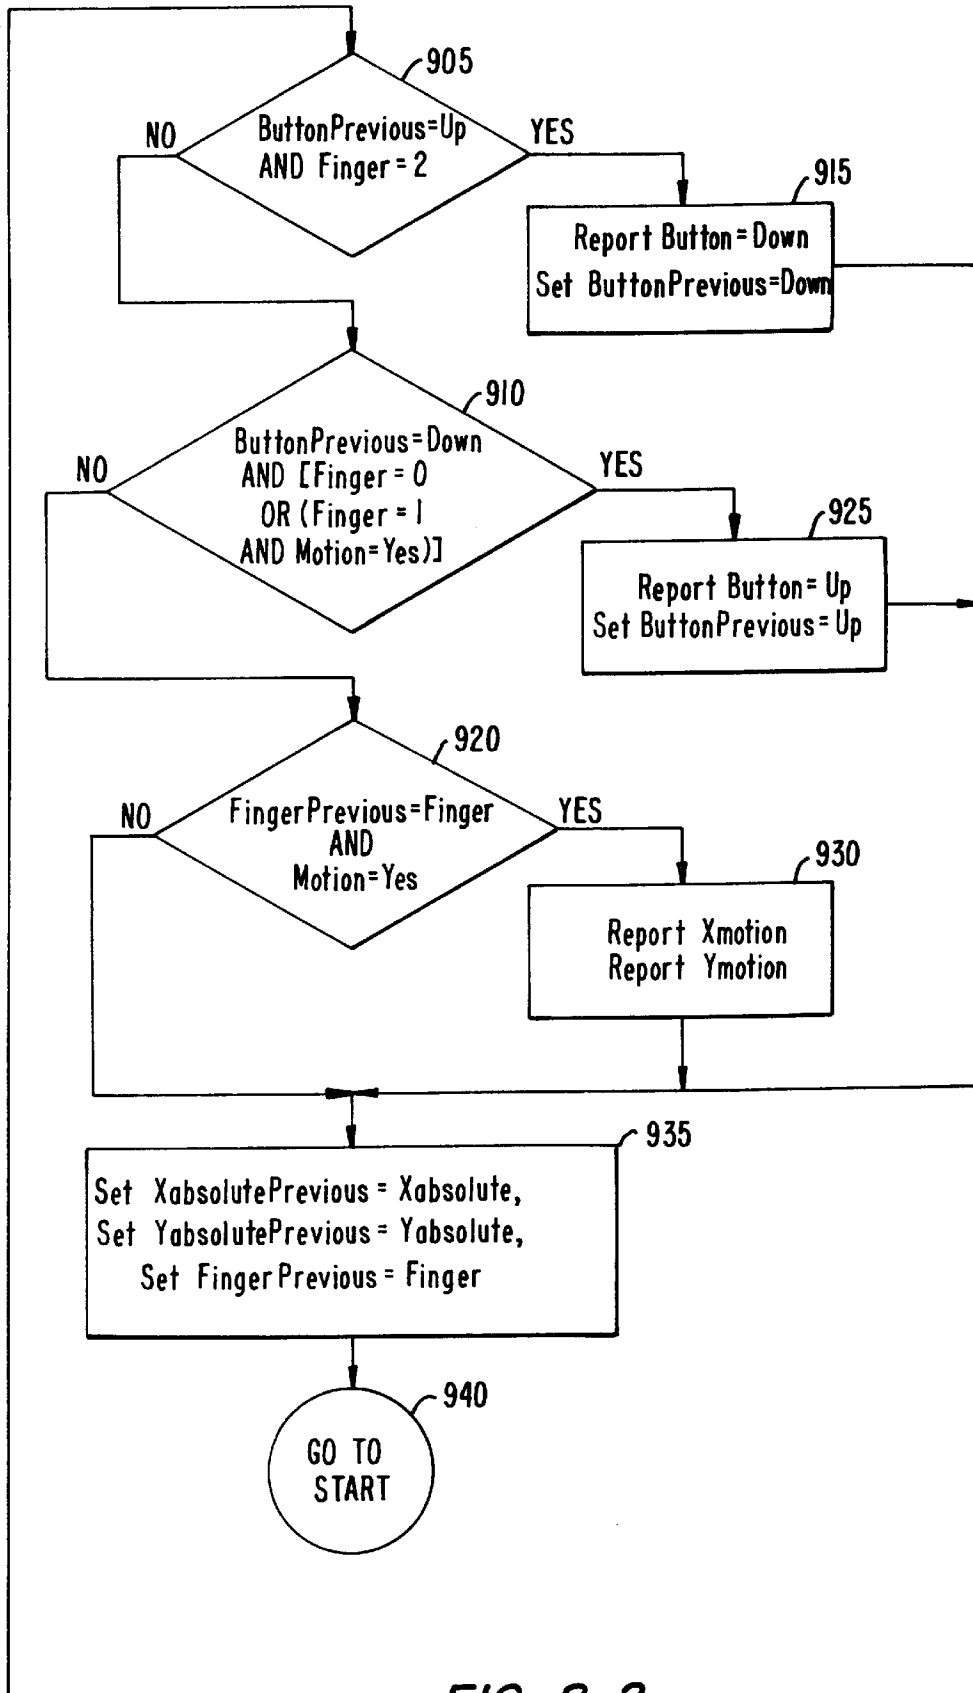 905
NO
ButtonPrevious=Up
AND Finger=2
YES
915
Report Button=Down
Set ButtonPrevious=Down
910
NO
ButtonPrevious=Down
AND [Finger=0
OR (Finger=1
AND Motion=Yes)]
YES
925
Report Button=Up
Set ButtonPrevious=Up
920
NO
FingerPrevious=Finger
AND
Motion=Yes
YES
930
Report Xmotion
Report Ymotion
935
Set XabsolutePrevious=Xabsolute,
Set YabsolutePrevious=Yabsolute,
Set FingerPrevious=Finger
940
GO TO
START